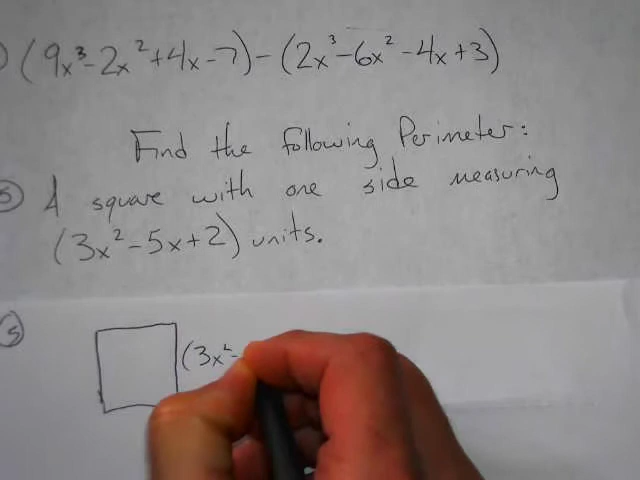 ) (9x³-2x²+4x-7)-(2x³-6x²-4x+3)
Find the following Perimeter:
5 A square with one side measuring
(3x²-5x+2) units.
5
(3x²-